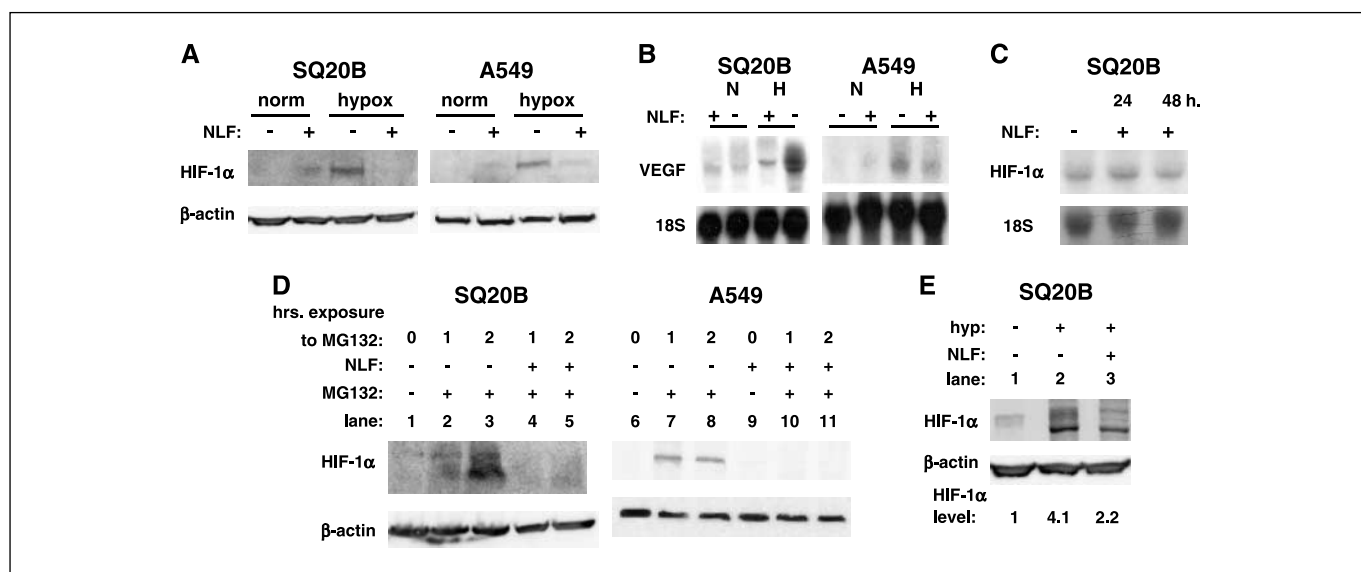 A
SQ20B A549
norm hypox norm hypox
NLF: - + - + - + - +
HIF-1α
β-actin
B
SQ20B A549
N H N H
NLF: + - + - - + - +
VEGF
18S
C
SQ20B
24 48 h.
NLF: - + +
HIF-1α
18S
D
SQ20B A549
hrs. exposure
to MG132: 0 1 2 1 2 0 1 2 0 1 2
NLF: - - - + + - - - + + +
MG132: - + + + + - + + - + +
lane: 1 2 3 4 5 6 7 8 9 10 11
HIF-1α
β-actin
E
SQ20B
hyp: - + +
NLF: - - +
lane: 1 2 3
HIF-1α
β-actin
HIF-1α
level: 1 4.1 2.2